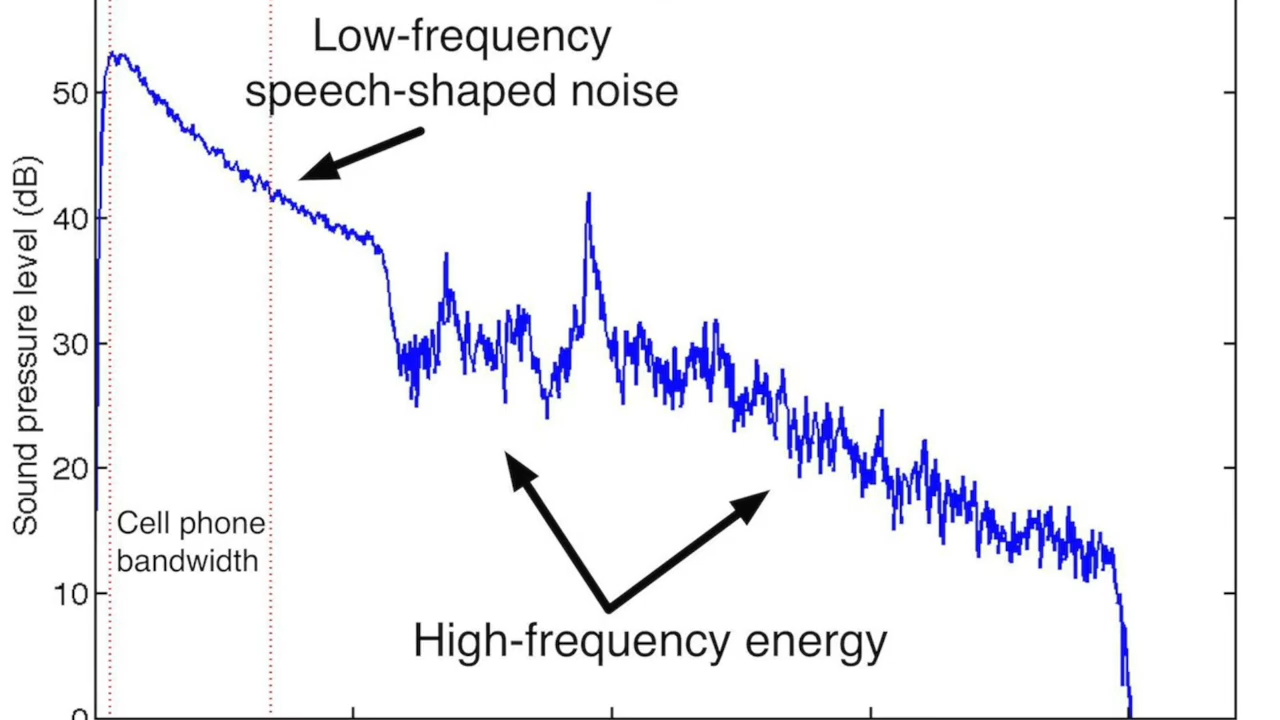 Low-frequency
speech-shaped noise
50
40
30
20
10
0
Sound pressure level (dB)
Cell phone
bandwidth
High-frequency energy